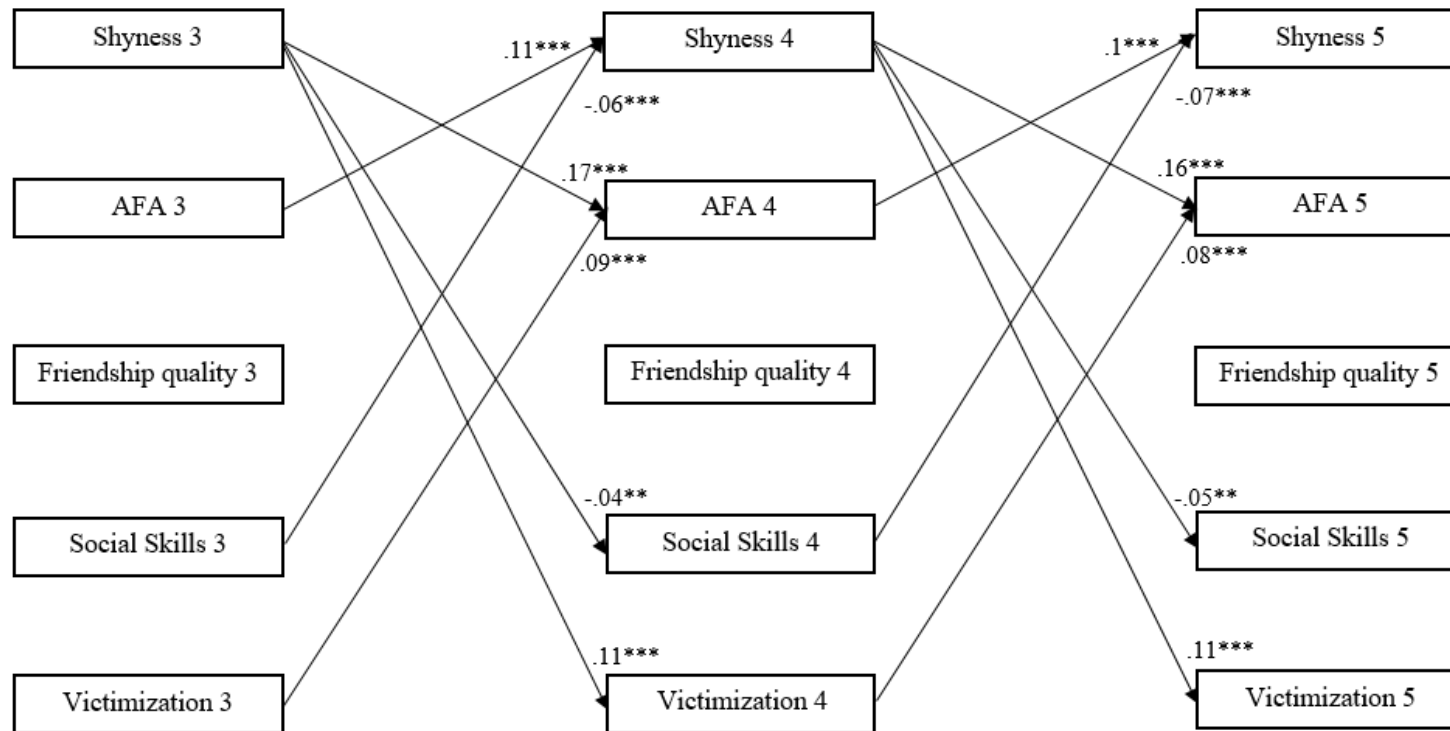 Shyness 3
Shyness 4
Shyness 5
.11***
.1***
-.06***
-.07***
.17***
.16***
AFA 3
AFA 4
AFA 5
.09***
.08***
Friendship quality 3
Friendship quality 4
Friendship quality 5
-.04**
-.05**
Social Skills 3
Social Skills 4
Social Skills 5
.11***
.11***
Victimization 3
Victimization 4
Victimization 5